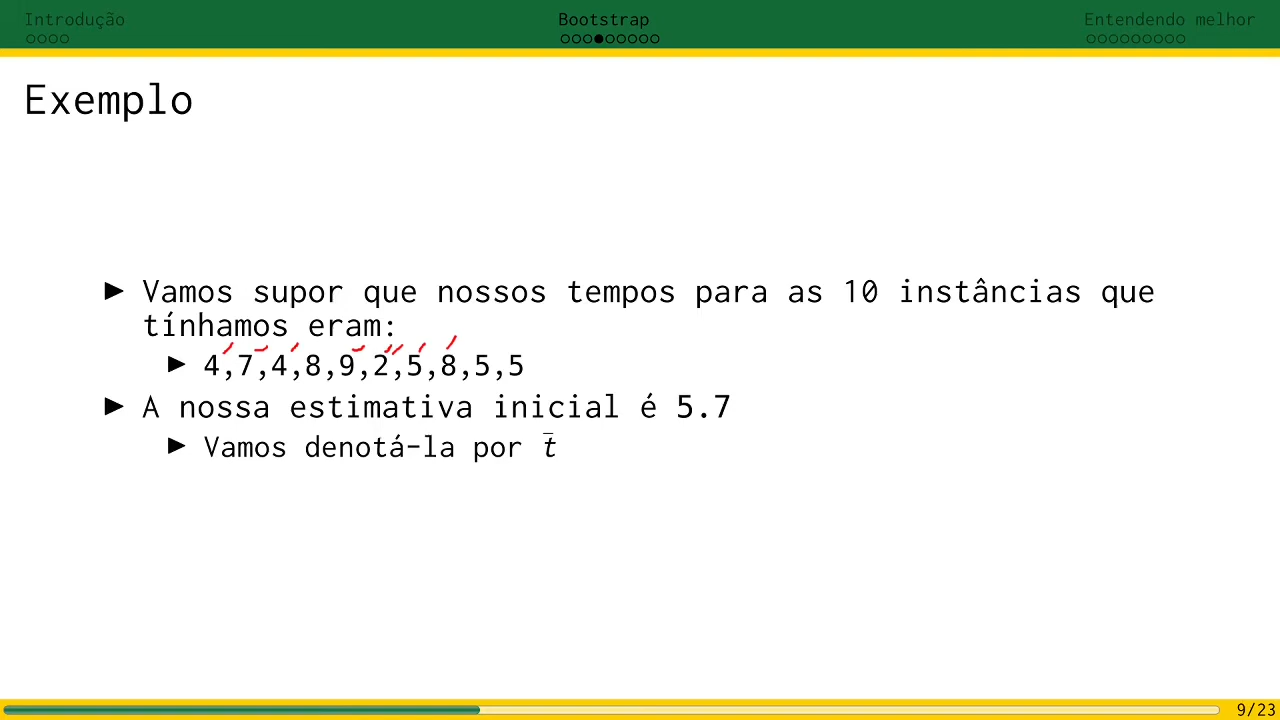 Introdução
Bootstrap
Entendendo melhor
Exemplo
Vamos supor que nossos tempos para as 10 instâncias que
tínhamos eram:
4,7,4,8,9,2,5,8,5,5
A nossa estimativa inicial é 5.7
Vamos denotá-la por t̄
9/23